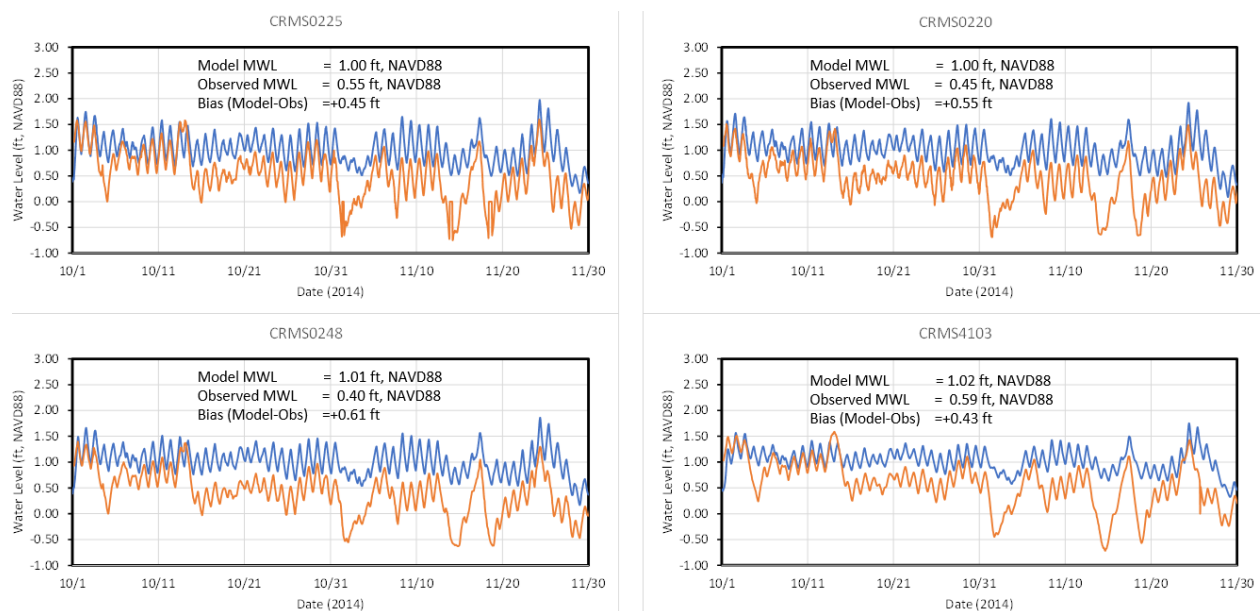 CRMS0225
3.00
2.50
2.00
1.50
1.00
0.50
0.00
-0.50
-1.00
Water Level (ft, NAVD88)
Model MWL = 1.00 ft, NAVD88
Observed MWL = 0.55 ft, NAVD88
Bias (Model-Obs) =+0.45 ft
10/1 10/11 10/21 10/31 11/10 11/20 11/30
Date (2014)
CRMS0220
3.00
2.50
2.00
1.50
1.00
0.50
0.00
-0.50
-1.00
Water Level (ft, NAVD88)
Model MWL = 1.00 ft, NAVD88
Observed MWL = 0.45 ft, NAVD88
Bias (Model-Obs) =+0.55 ft
10/1 10/11 10/21 10/31 11/10 11/20 11/30
Date (2014)
CRMS0248
3.00
2.50
2.00
1.50
1.00
0.50
0.00
-0.50
-1.00
Water Level (ft, NAVD88)
Model MWL = 1.01 ft, NAVD88
Observed MWL = 0.40 ft, NAVD88
Bias (Model-Obs) =+0.61 ft
10/1 10/11 10/21 10/31 11/10 11/20 11/30
Date (2014)
CRMS4103
3.00
2.50
2.00
1.50
1.00
0.50
0.00
-0.50
-1.00
Water Level (ft, NAVD88)
Model MWL = 1.02 ft, NAVD88
Observed MWL = 0.59 ft, NAVD88
Bias (Model-Obs) =+0.43 ft
10/1 10/11 10/21 10/31 11/10 11/20 11/30
Date (2014)